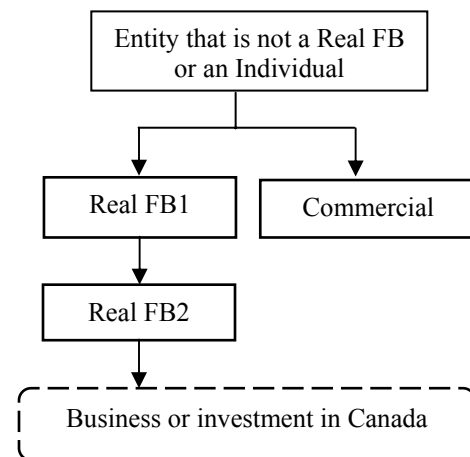 Entity that is not a Real FB
or an Individual
Real FB1
Commercial
Real FB2
Business or investment in Canada